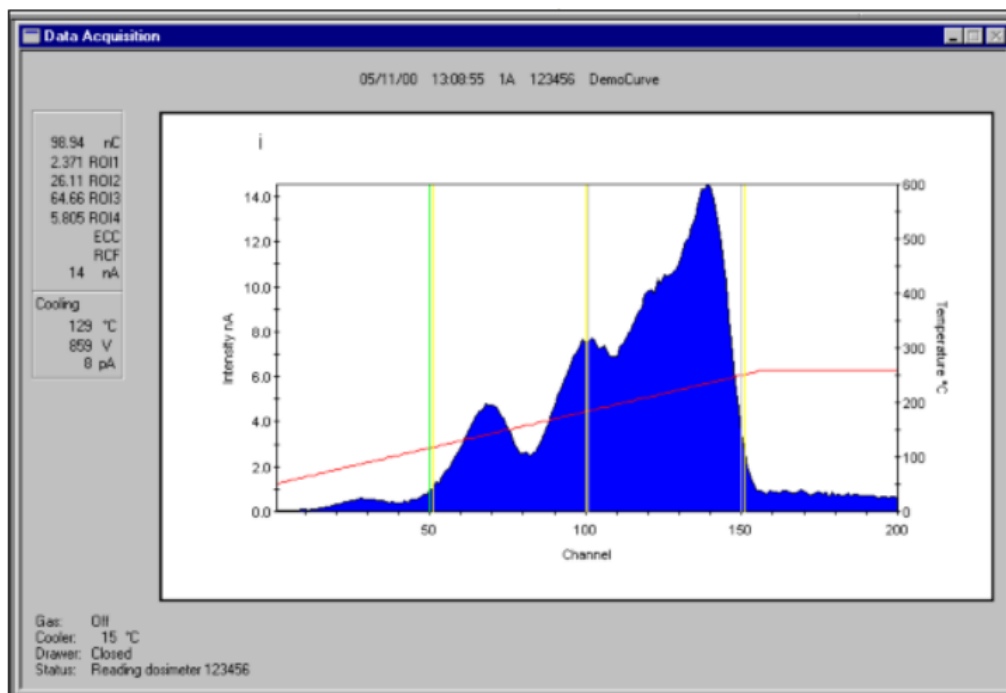 Data Acquisition
05/11/00 13:08:55 1A 123456 DemoCurve
98.94 nC
2.371 ROI1
26.11 ROI2
64.66 ROI3
5.805 ROI4
ECC
RCF
14 nA
Cooling
129 °C
859 V
8 pA
i
Intensity nA
14.0
12.0
10.0
8.0
6.0
4.0
2.0
0.0
600
500
400
300
200
100
0
Temperature °C
50 100 150 200
Channel
Gas: Off
Cooler: 15 °C
Drawer: Closed
Status: Reading dosimeter 123456